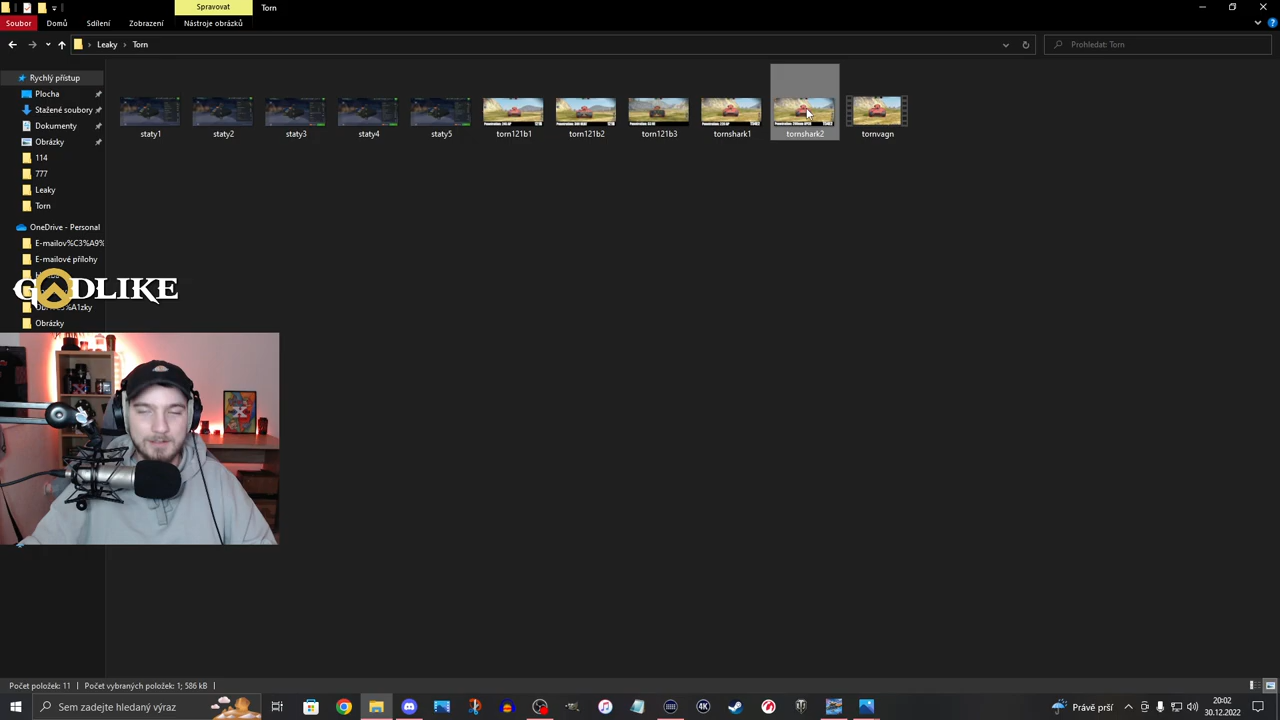 Spravovat
Torn
Soubor
Domů
Sdílení
Zobrazení
Nástroje obrázků
Leaky
Torn
Prohledat: Torn
Rychlý přístup
Plocha
Stažené soubory
Dokumenty
Obrázky
114
777
Leaky
Torn
OneDrive - Personal
E-mailov%C3%A9%
E-mailové přílohy
GODLIKE
Obrázky
staty1
staty2
staty3
staty4
staty5
torn121b1
torn121b2
torn121b3
tornshark1
tornshark2
tornvagn
Počet položek: 11
Počet vybraných položek: 1; 586 kB
Sem zadejte hledaný výraz
4K
Právě prší
20:02
30.12.2022